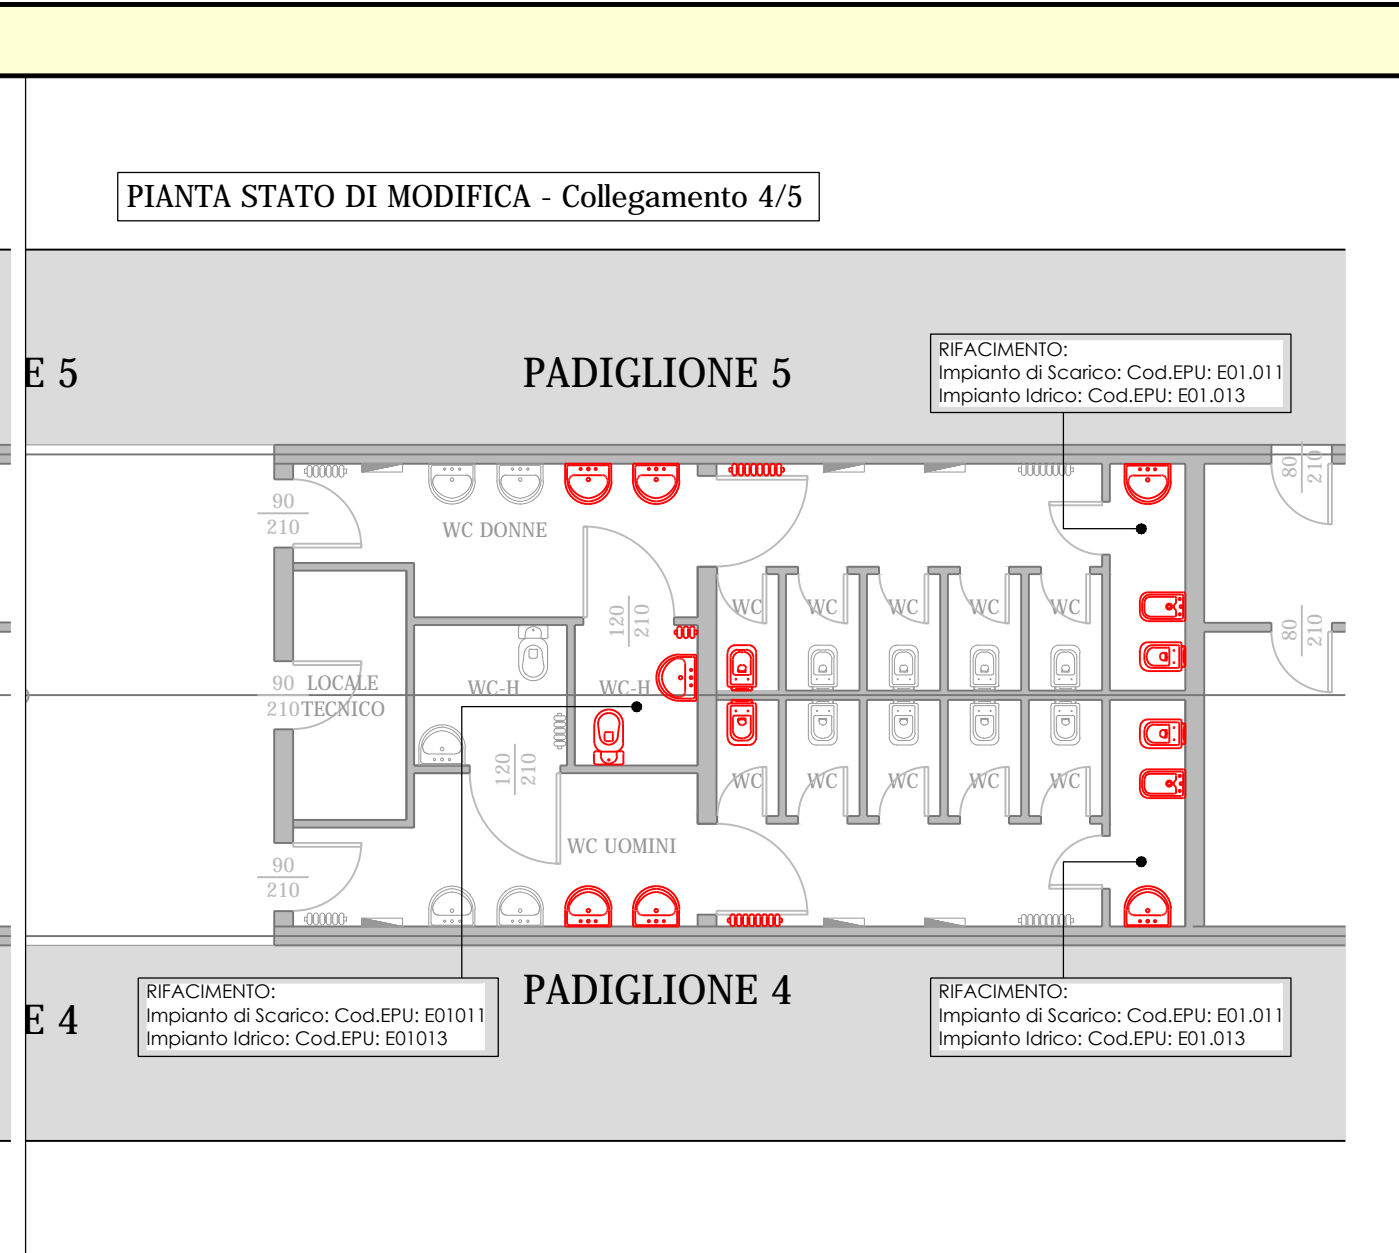 PIANTA STATO DI MODIFICA - Collegamento 4/5
E 5
PADIGLIONE 5
RIFACIMENTO:
Impianto di Scarico: Cod.EPU: E01.011
Impianto Idrico: Cod.EPU: E01.013
80
210
90
210
WC DONNE
120
210
WC
WC
WC
WC
WC
80
210
90
210
LOCALE
TECNICO
WC-H
WC-H
120
210
WC
WC
WC
WC
WC
WC UOMINI
90
210
E 4
PADIGLIONE 4
RIFACIMENTO:
Impianto di Scarico: Cod.EPU: E01011
Impianto Idrico: Cod.EPU: E01013
RIFACIMENTO:
Impianto di Scarico: Cod.EPU: E01.011
Impianto Idrico: Cod.EPU: E01.013